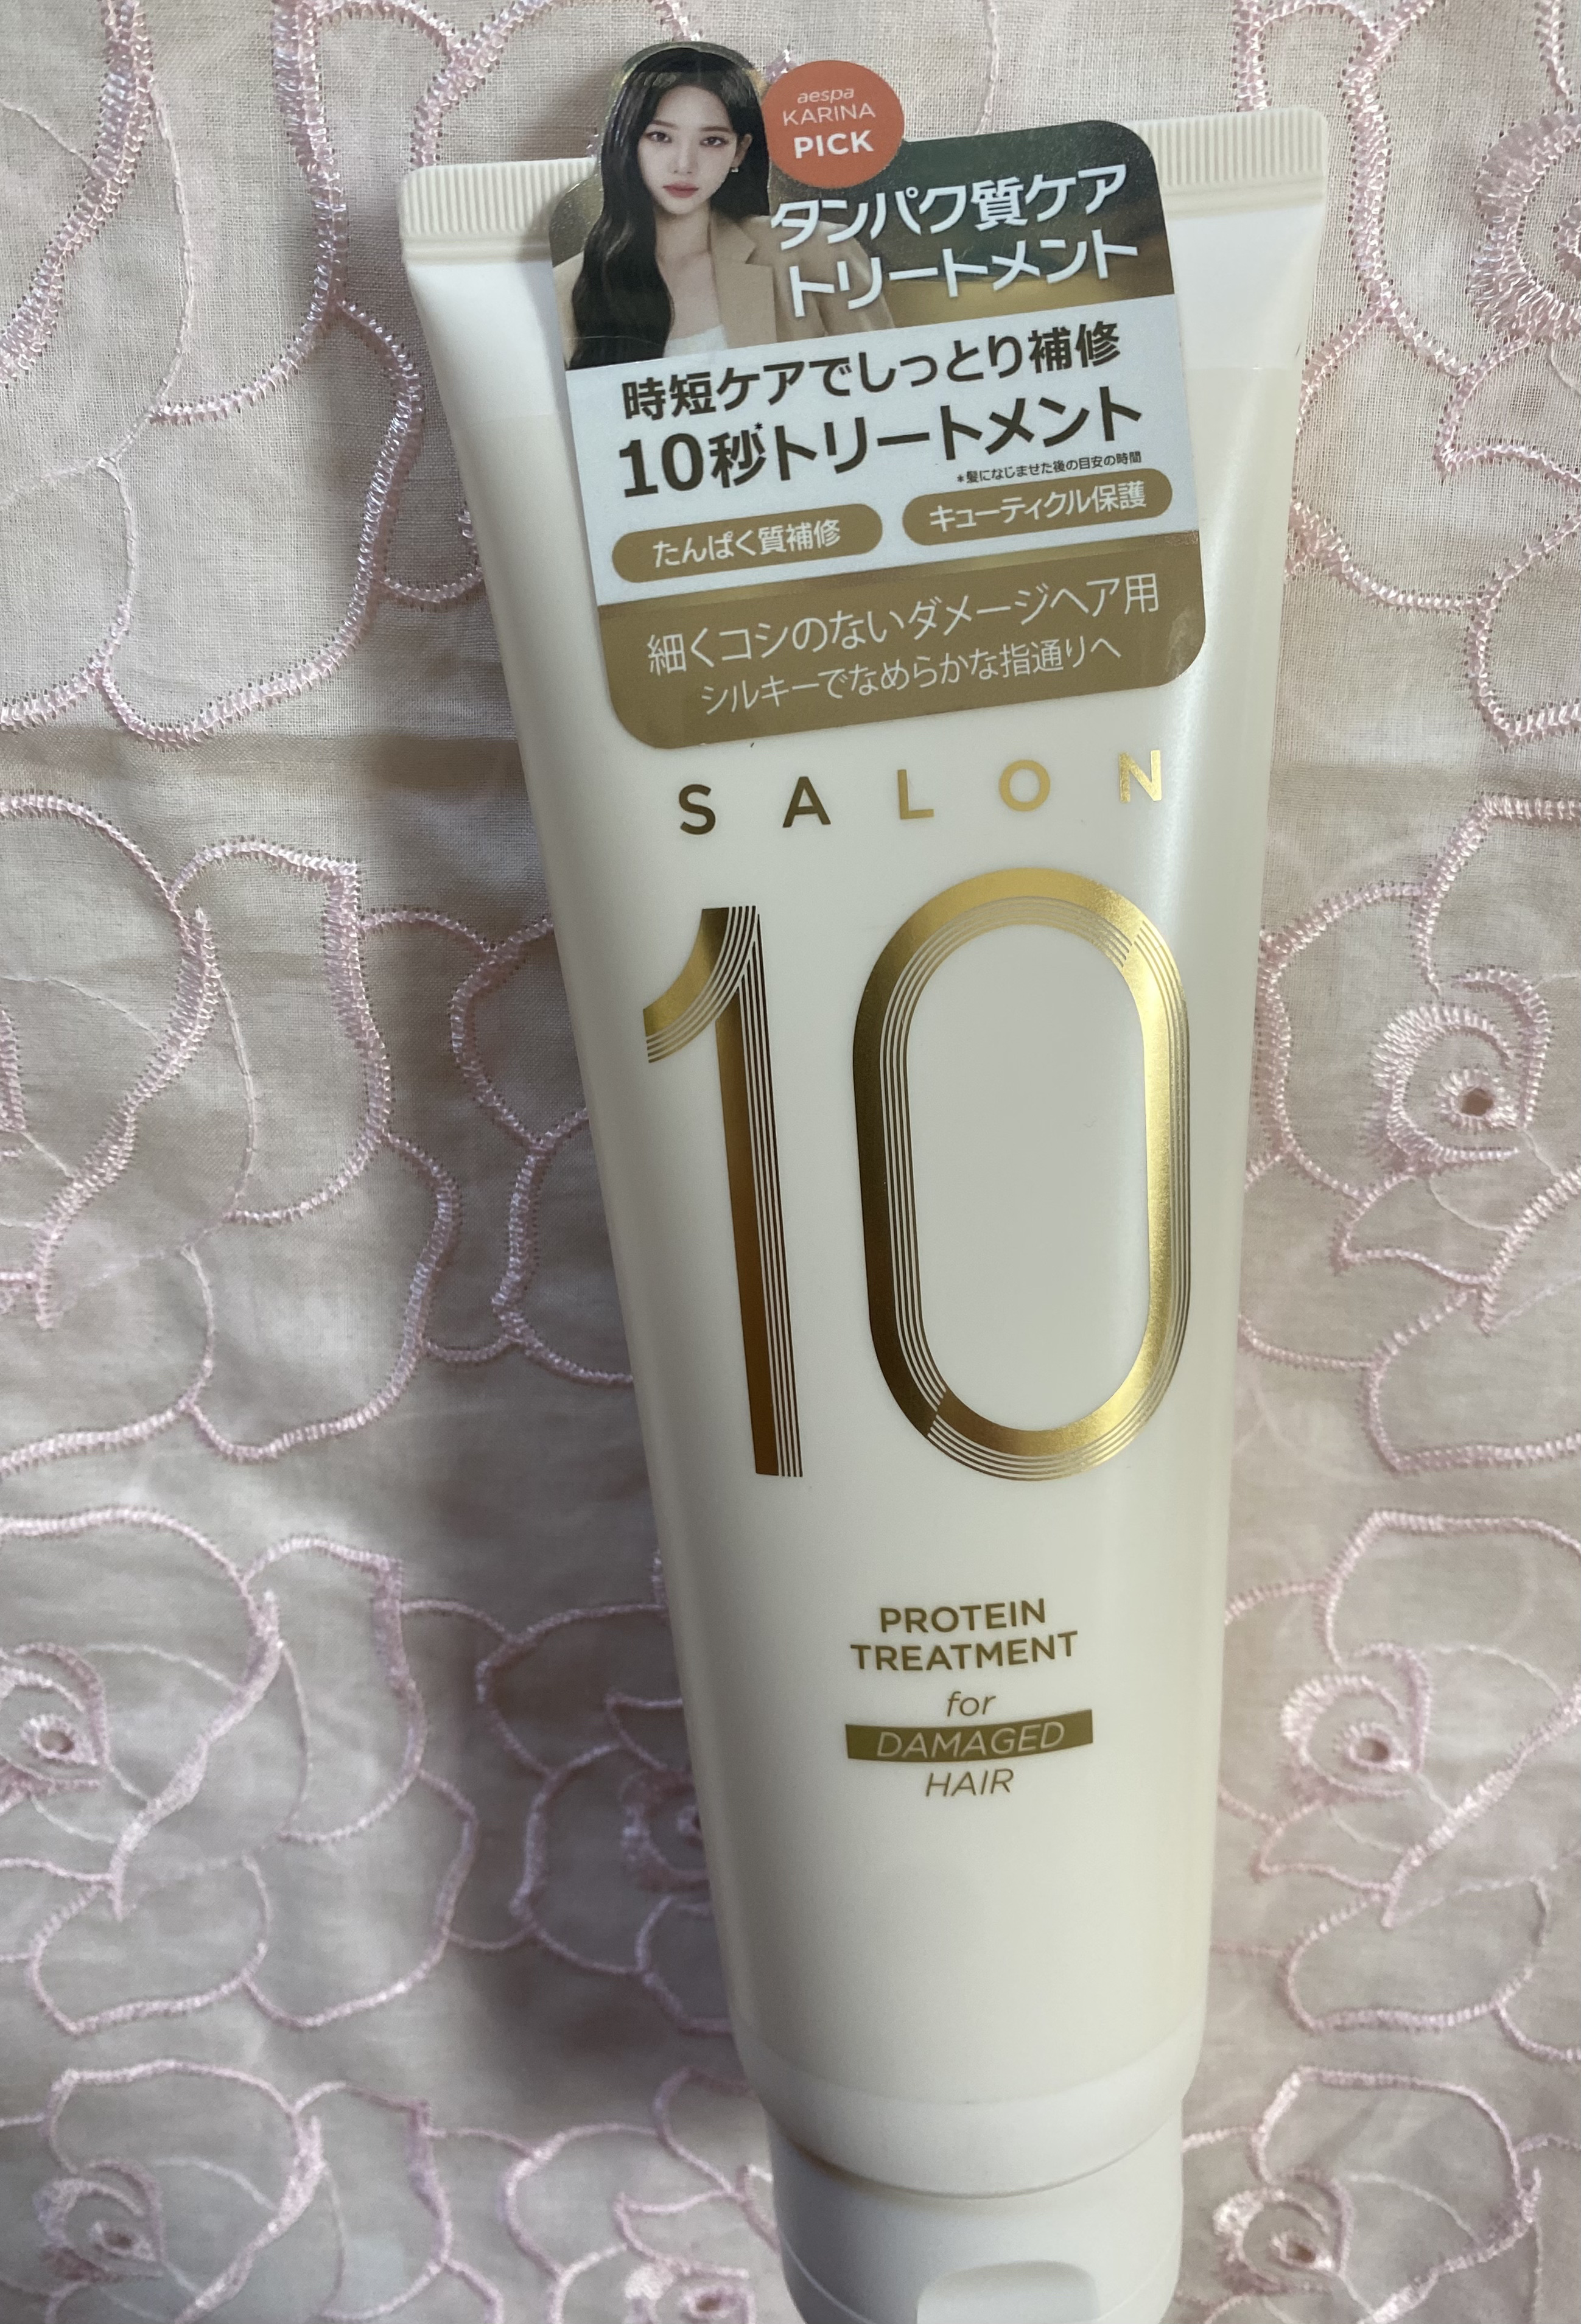 aespa
KARINA
PICK
タンパク質ケア
トリートメント
時短ケアでしっとり補修
10秒*トリートメント
*髪になじませた後の目安の時間
たんぱく質補修
キューティクル保護
細くコシのないダメージヘア用
シルキーでなめらかな指通りへ
SALON
10
PROTEIN
TREATMENT
for
DAMAGED
HAIR